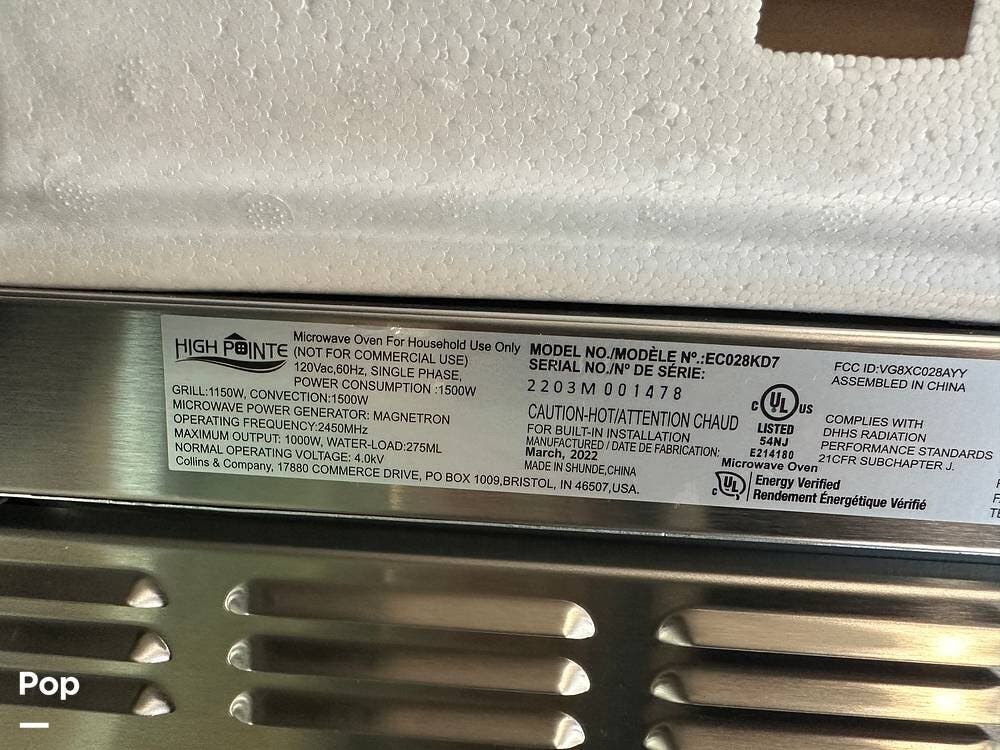 HIGH POINTE
Microwave Oven For Household Use Only
(NOT FOR COMMERCIAL USE)
120Vac,60Hz, SINGLE PHASE,
POWER CONSUMPTION :1500W
GRILL:1150W, CONVECTION:1500W
MICROWAVE POWER GENERATOR: MAGNETRON
OPERATING FREQUENCY:2450MHz
MAXIMUM OUTPUT: 1000W, WATER-LOAD:275ML
NORMAL OPERATING VOLTAGE: 4.0kV
Collins & Company, 17880 COMMERCE DRIVE, PO BOX 1009,BRISTOL, IN 46507,USA.
MODEL NO./MODÈLE Nº.:EC028KD7
SERIAL NO./Nº DE SÉRIE:
2203M001478
CAUTION-HOT/ATTENTION CHAUD
FOR BUILT-IN INSTALLATION
MANUFACTURED / DATE DE FABRICATION:
March, 2022
MADE IN SHUNDE,CHINA
c UL US
LISTED
54NJ
E214180
Microwave Oven
c UL
Energy Verified
Rendement Énergétique Vérifié
FCC ID:VG8XC028AYY
ASSEMBLED IN CHINA
COMPLIES WITH
DHHS RADIATION
PERFORMANCE STANDARDS
21CFR SUBCHAPTER J.
Pop